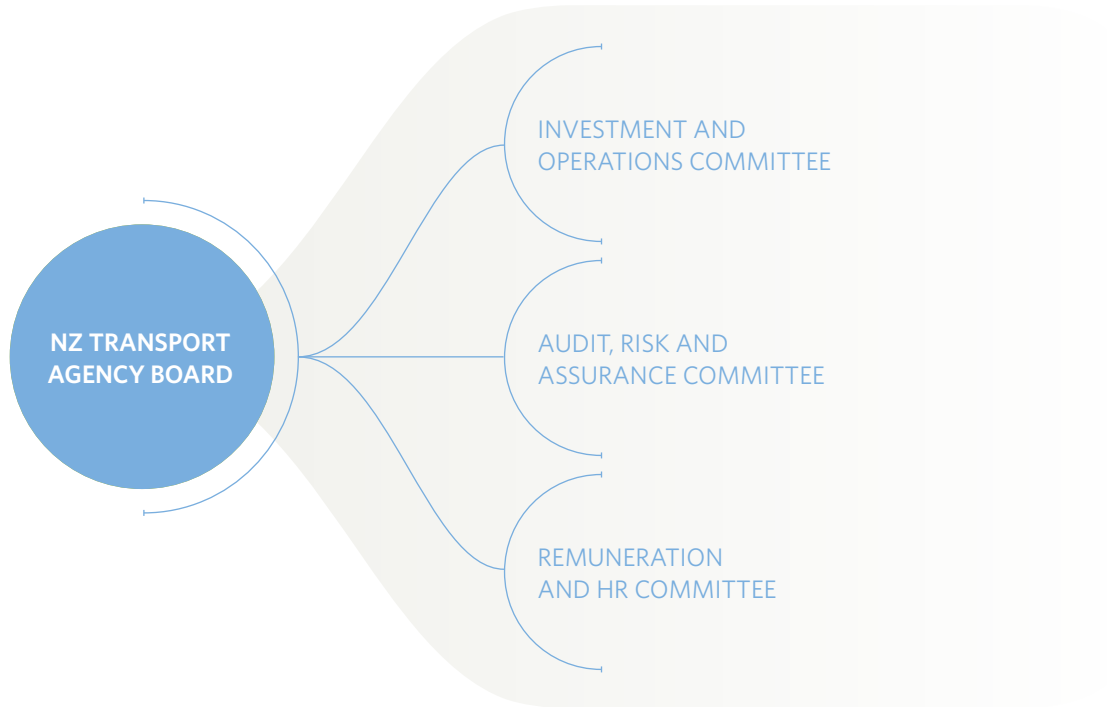 NZ TRANSPORT
AGENCY BOARD
INVESTMENT AND
OPERATIONS COMMITTEE
AUDIT, RISK AND
ASSURANCE COMMITTEE
REMUNERATION
AND HR COMMITTEE